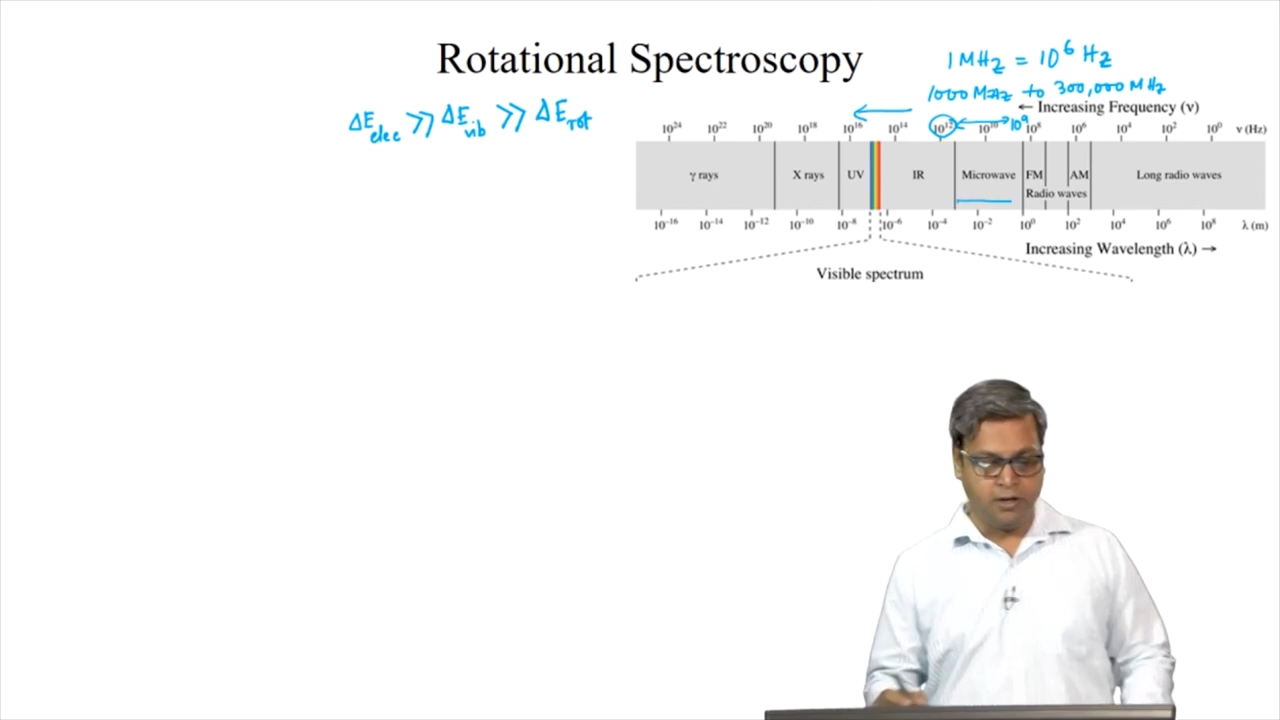 Rotational Spectroscopy
1 MHz = 10⁶ Hz
1000 MHz to 300,000 MHz
ΔE_elec >> ΔE_vib >> ΔE_rot
← Increasing Frequency (ν)
10²⁴ 10²² 10²⁰ 10¹⁸ 10¹⁶ 10¹⁴ 10¹² 10¹⁰ 10⁹ 10⁸ 10⁶ 10⁴ 10² 10⁰ ν (Hz)
γ rays X rays UV IR Microwave FM AM Long radio waves
Radio waves
10⁻¹⁶ 10⁻¹⁴ 10⁻¹² 10⁻¹⁰ 10⁻⁸ 10⁻⁶ 10⁻⁴ 10⁻² 10⁰ 10² 10⁴ 10⁶ 10⁸ λ (m)
Increasing Wavelength (λ) →
Visible spectrum